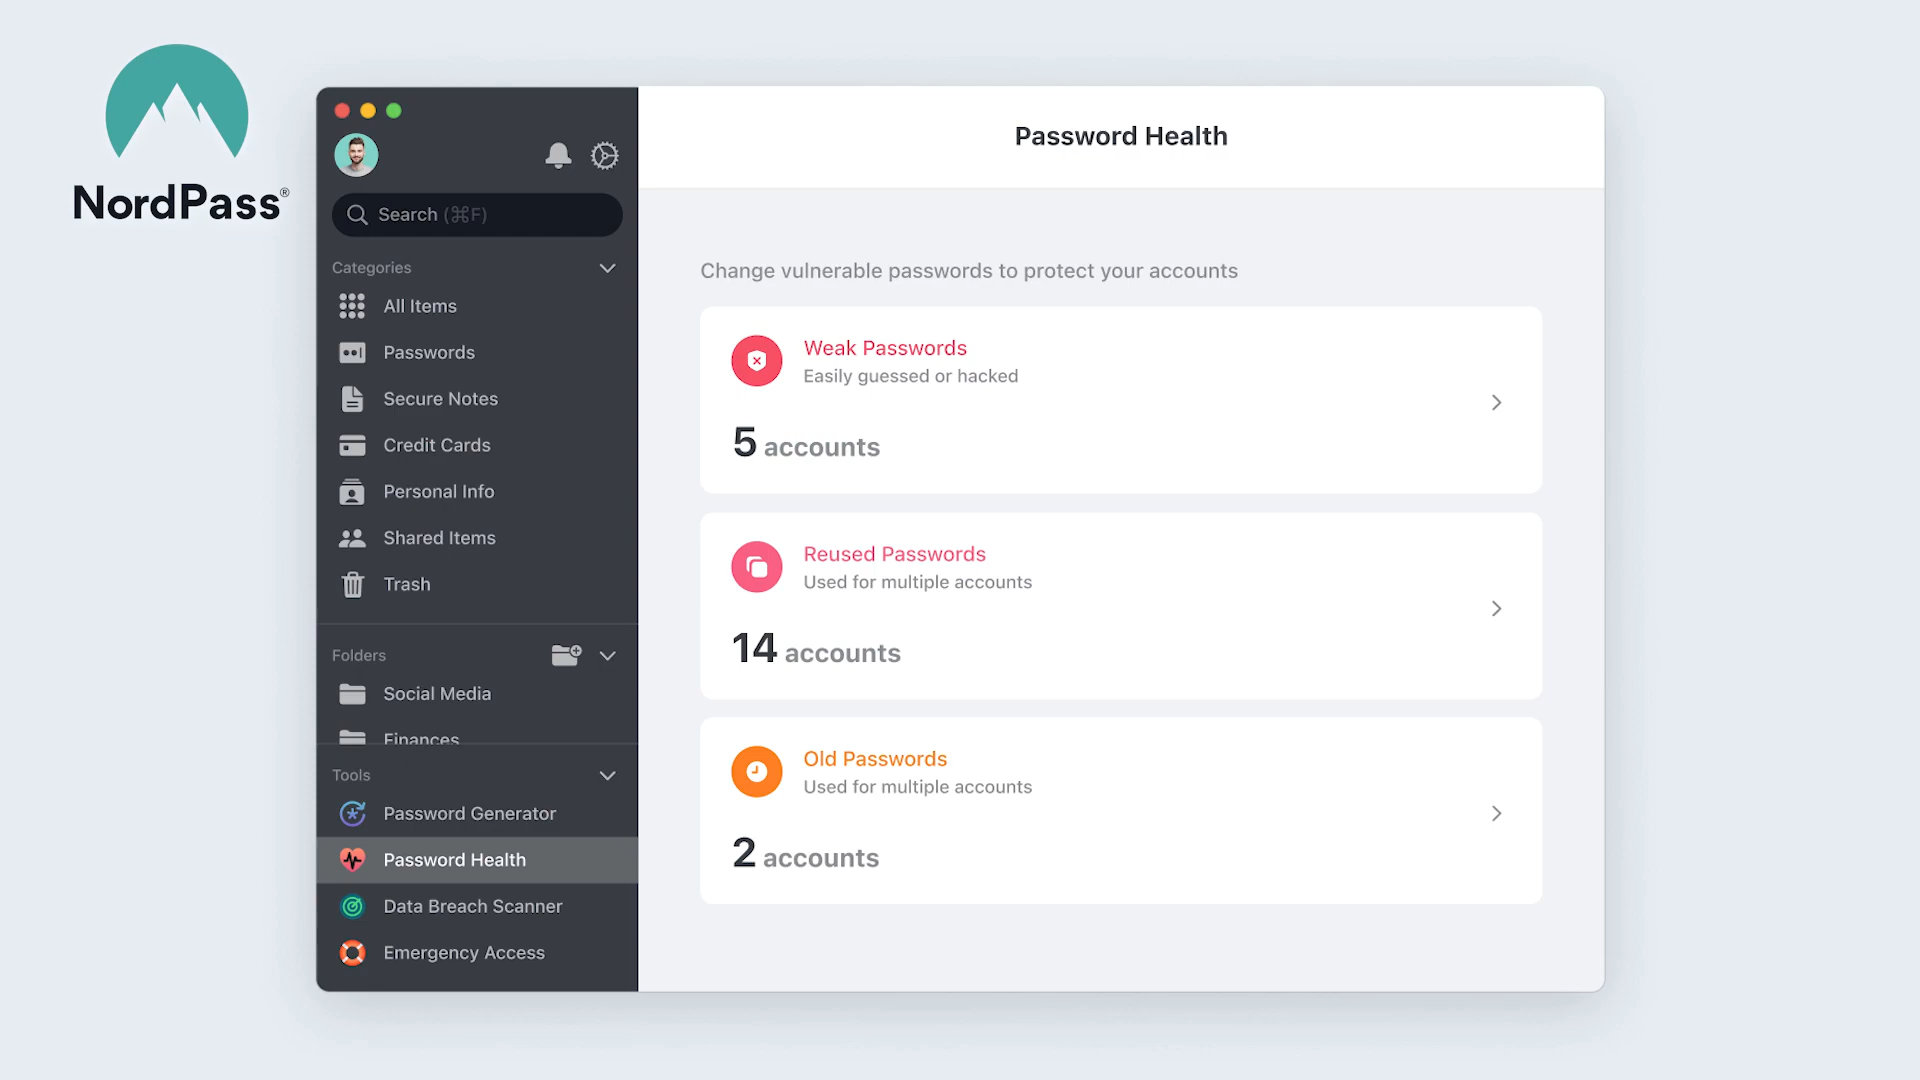 NordPass®
Search (⌘F)
Categories
All Items
Passwords
Secure Notes
Credit Cards
Personal Info
Shared Items
Trash
Folders
Social Media
Finances
Tools
Password Generator
Password Health
Data Breach Scanner
Emergency Access
Password Health
Change vulnerable passwords to protect your accounts
Weak Passwords
Easily guessed or hacked
5 accounts
Reused Passwords
Used for multiple accounts
14 accounts
Old Passwords
Used for multiple accounts
2 accounts